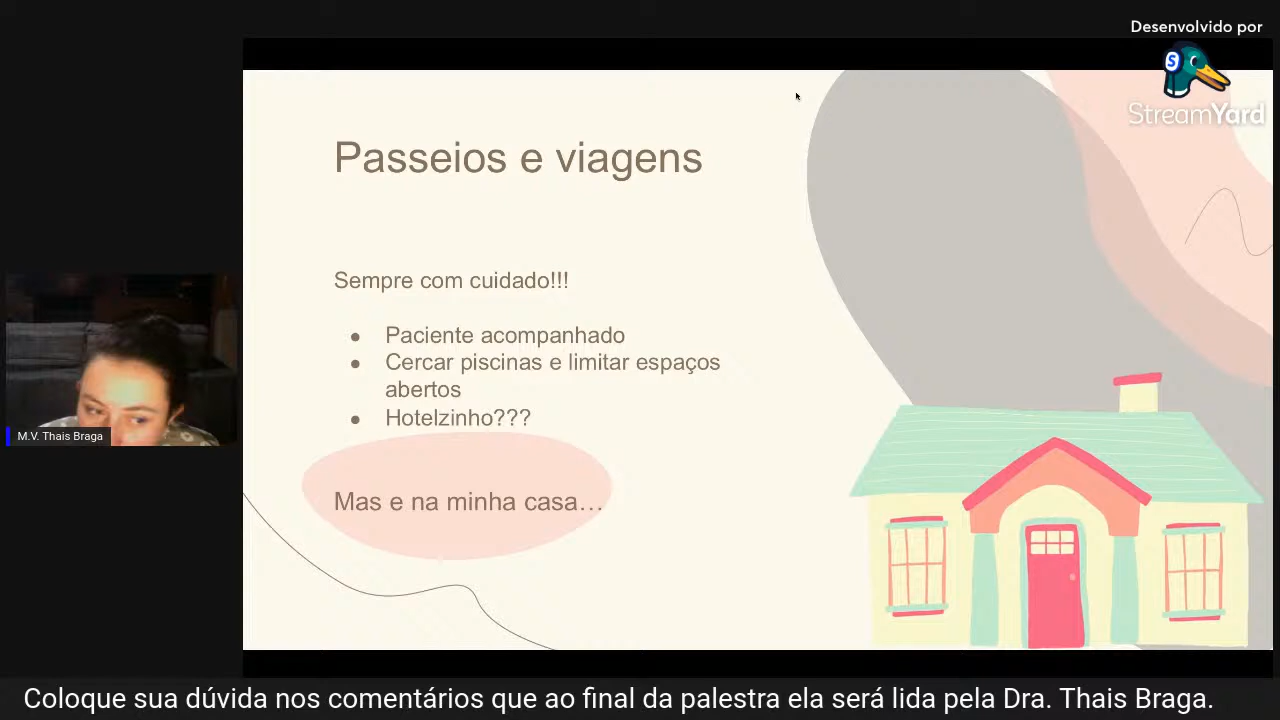 Desenvolvido por
S
StreamYard
Passeios e viagens
Sempre com cuidado!!!
● Paciente acompanhado
● Cercar piscinas e limitar espaços
abertos
● Hotelzinho???
Mas e na minha casa...
M.V. Thais Braga
Coloque sua dúvida nos comentários que ao final da palestra ela será lida pela Dra. Thais Braga.